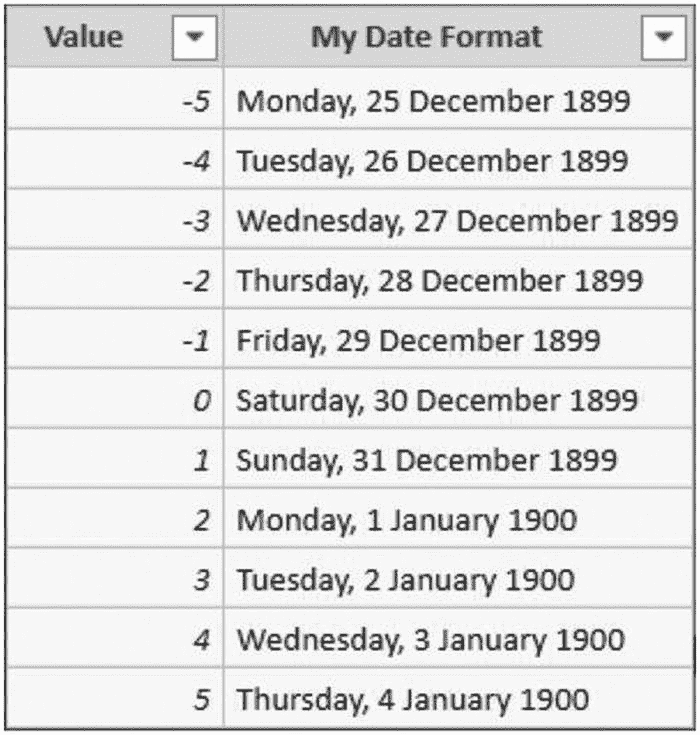 Value My Date Format
-5 Monday, 25 December 1899
-4 Tuesday, 26 December 1899
-3 Wednesday, 27 December 1899
-2 Thursday, 28 December 1899
-1 Friday, 29 December 1899
0 Saturday, 30 December 1899
1 Sunday, 31 December 1899
2 Monday, 1 January 1900
3 Tuesday, 2 January 1900
4 Wednesday, 3 January 1900
5 Thursday, 4 January 1900